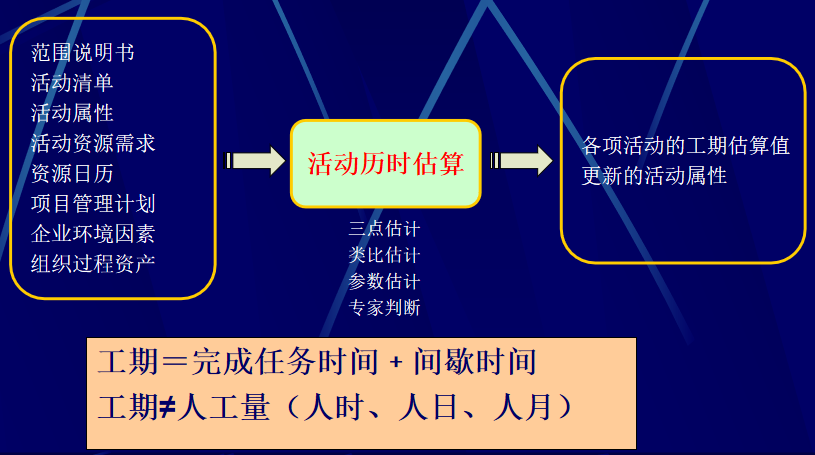 范围说明书
活动清单
活动属性
活动资源需求
资源日历
项目管理计划
企业环境因素
组织过程资产
活动历时估算
三点估计
类比估计
参数估计
专家判断
各项活动的工期估算值
更新的活动属性
工期＝完成任务时间 + 间歇时间
工期≠人工量（人时、人日、人月）